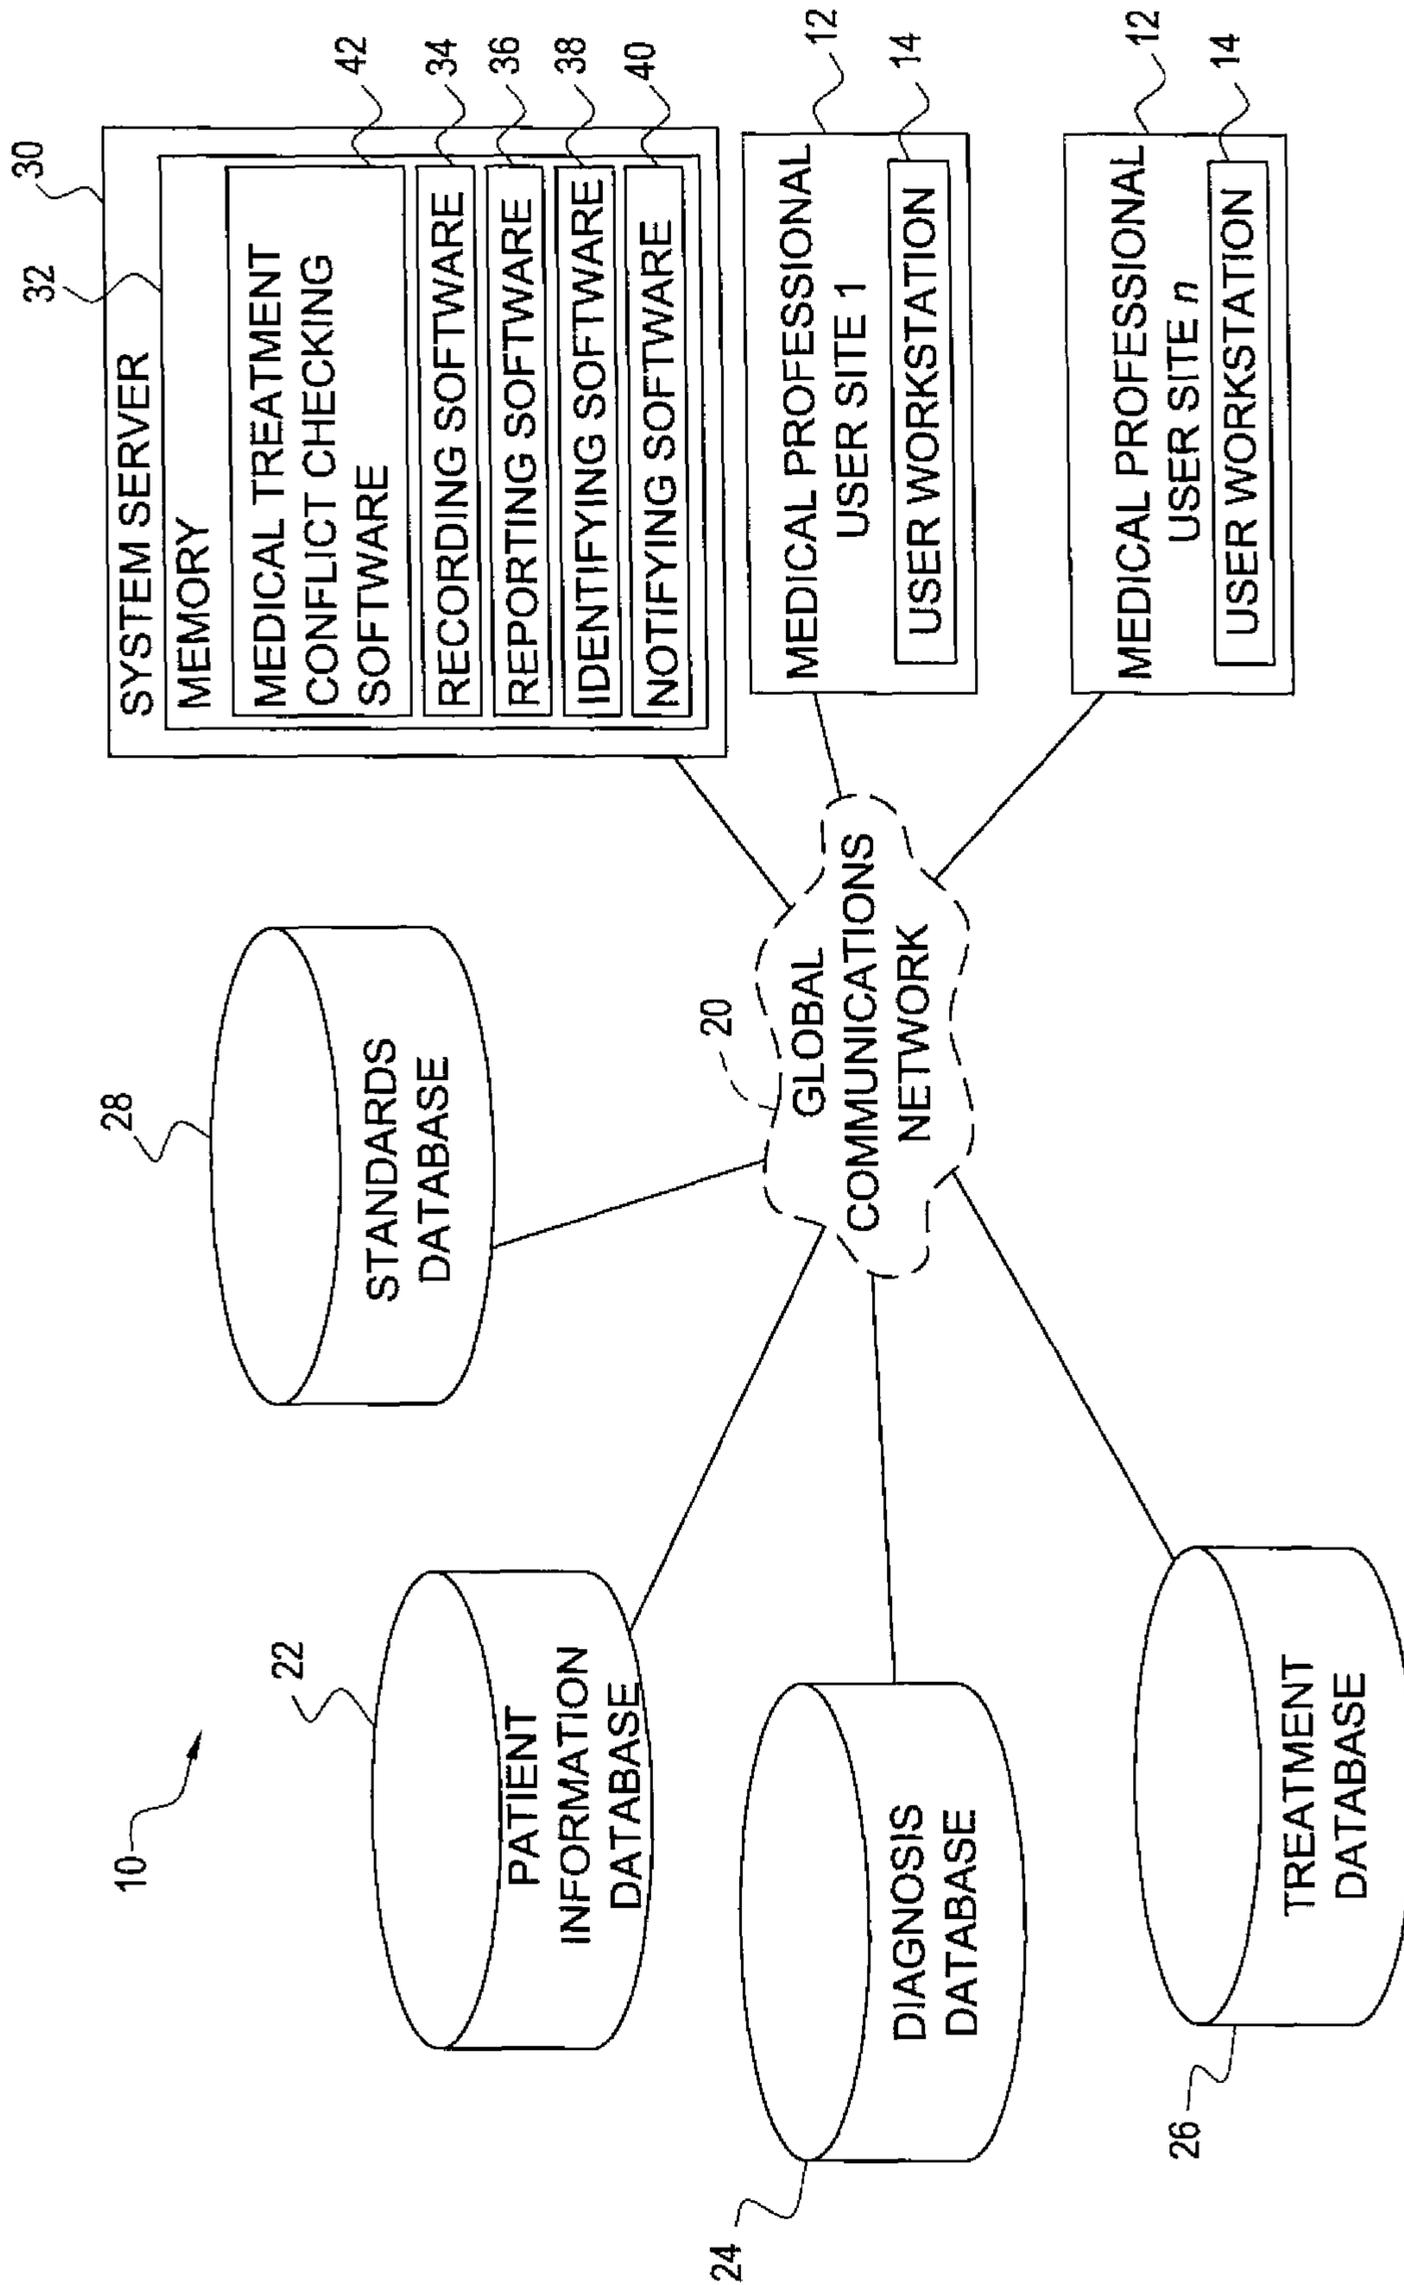 10
22
PATIENT
INFORMATION
DATABASE
24
DIAGNOSIS
DATABASE
26
TREATMENT
DATABASE
28
STANDARDS
DATABASE
20
GLOBAL
COMMUNICATIONS
NETWORK
30
32
SYSTEM SERVER
MEMORY
MEDICAL TREATMENT
CONFLICT CHECKING
SOFTWARE
42
RECORDING SOFTWARE
34
REPORTING SOFTWARE
36
IDENTIFYING SOFTWARE
38
NOTIFYING SOFTWARE
40
MEDICAL PROFESSIONAL
USER SITE 1
12
USER WORKSTATION
14
MEDICAL PROFESSIONAL
USER SITE n
12
USER WORKSTATION
14